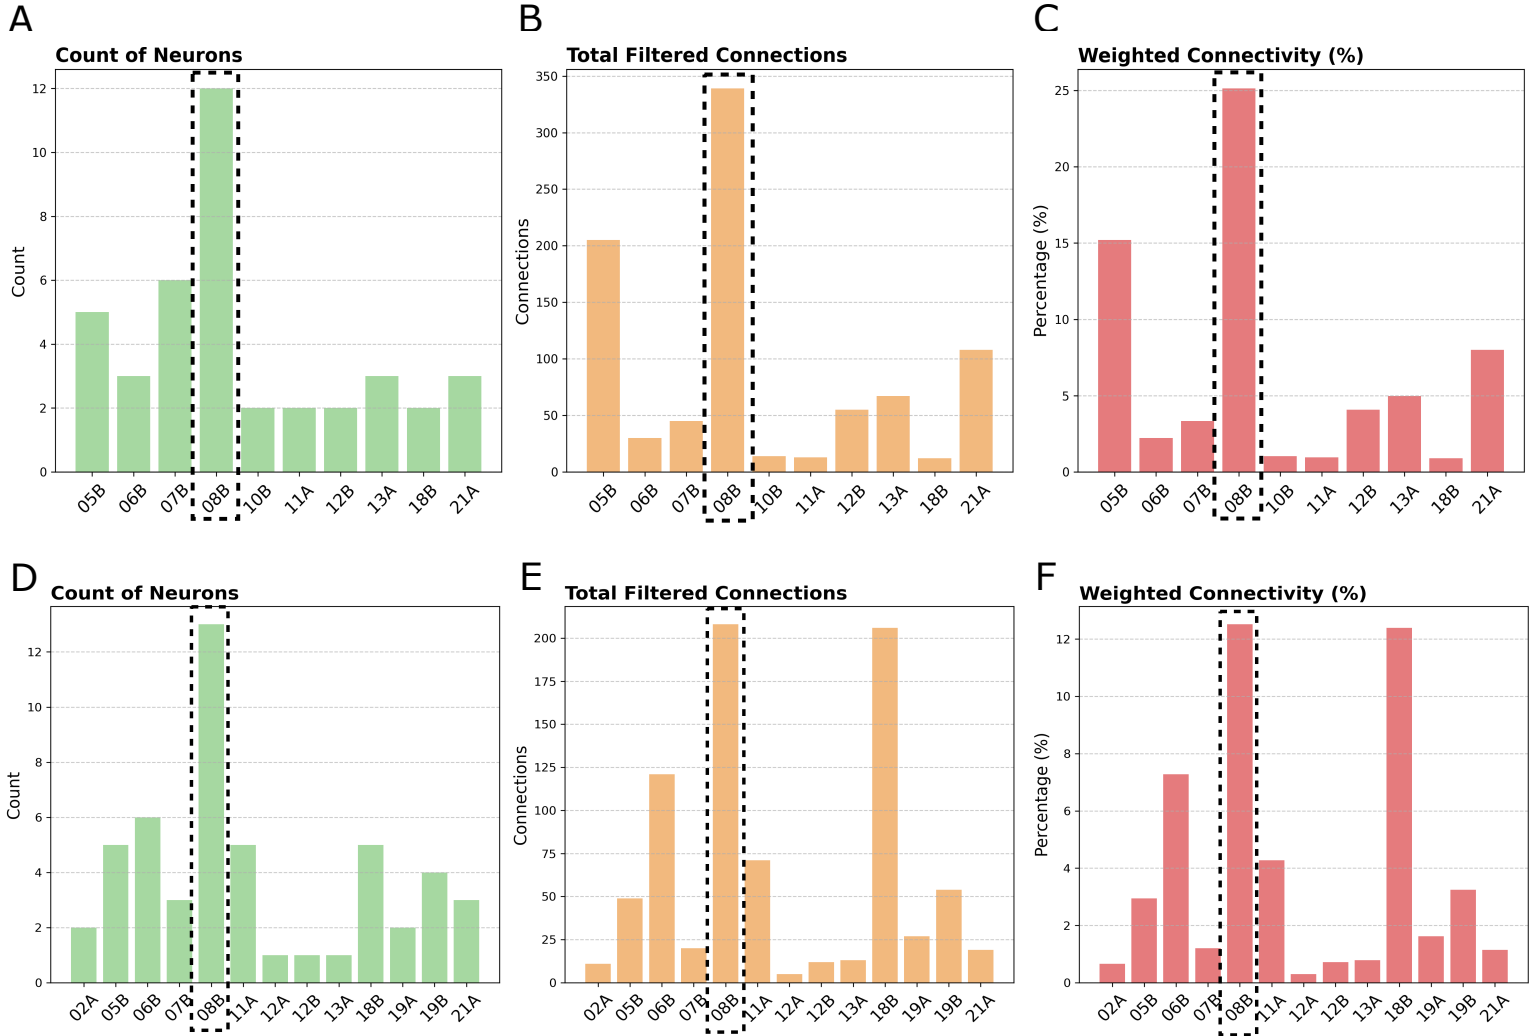 A
Count of Neurons
Count
12
10
8
6
4
2
0
05B 06B 07B 08B 10B 11A 12B 13A 18B 21A
B
Total Filtered Connections
Connections
350
300
250
200
150
100
50
0
05B 06B 07B 08B 10B 11A 12B 13A 18B 21A
C
Weighted Connectivity (%)
Percentage (%)
25
20
15
10
5
0
05B 06B 07B 08B 10B 11A 12B 13A 18B 21A
D
Count of Neurons
Count
12
10
8
6
4
2
0
02A 05B 06B 07B 08B 11A 12A 12B 13A 18B 19A 19B 21A
E
Total Filtered Connections
Connections
200
175
150
125
100
75
50
25
0
02A 05B 06B 07B 08B 11A 12A 12B 13A 18B 19A 19B 21A
F
Weighted Connectivity (%)
Percentage (%)
12
10
8
6
4
2
0
02A 05B 06B 07B 08B 11A 12A 12B 13A 18B 19A 19B 21A